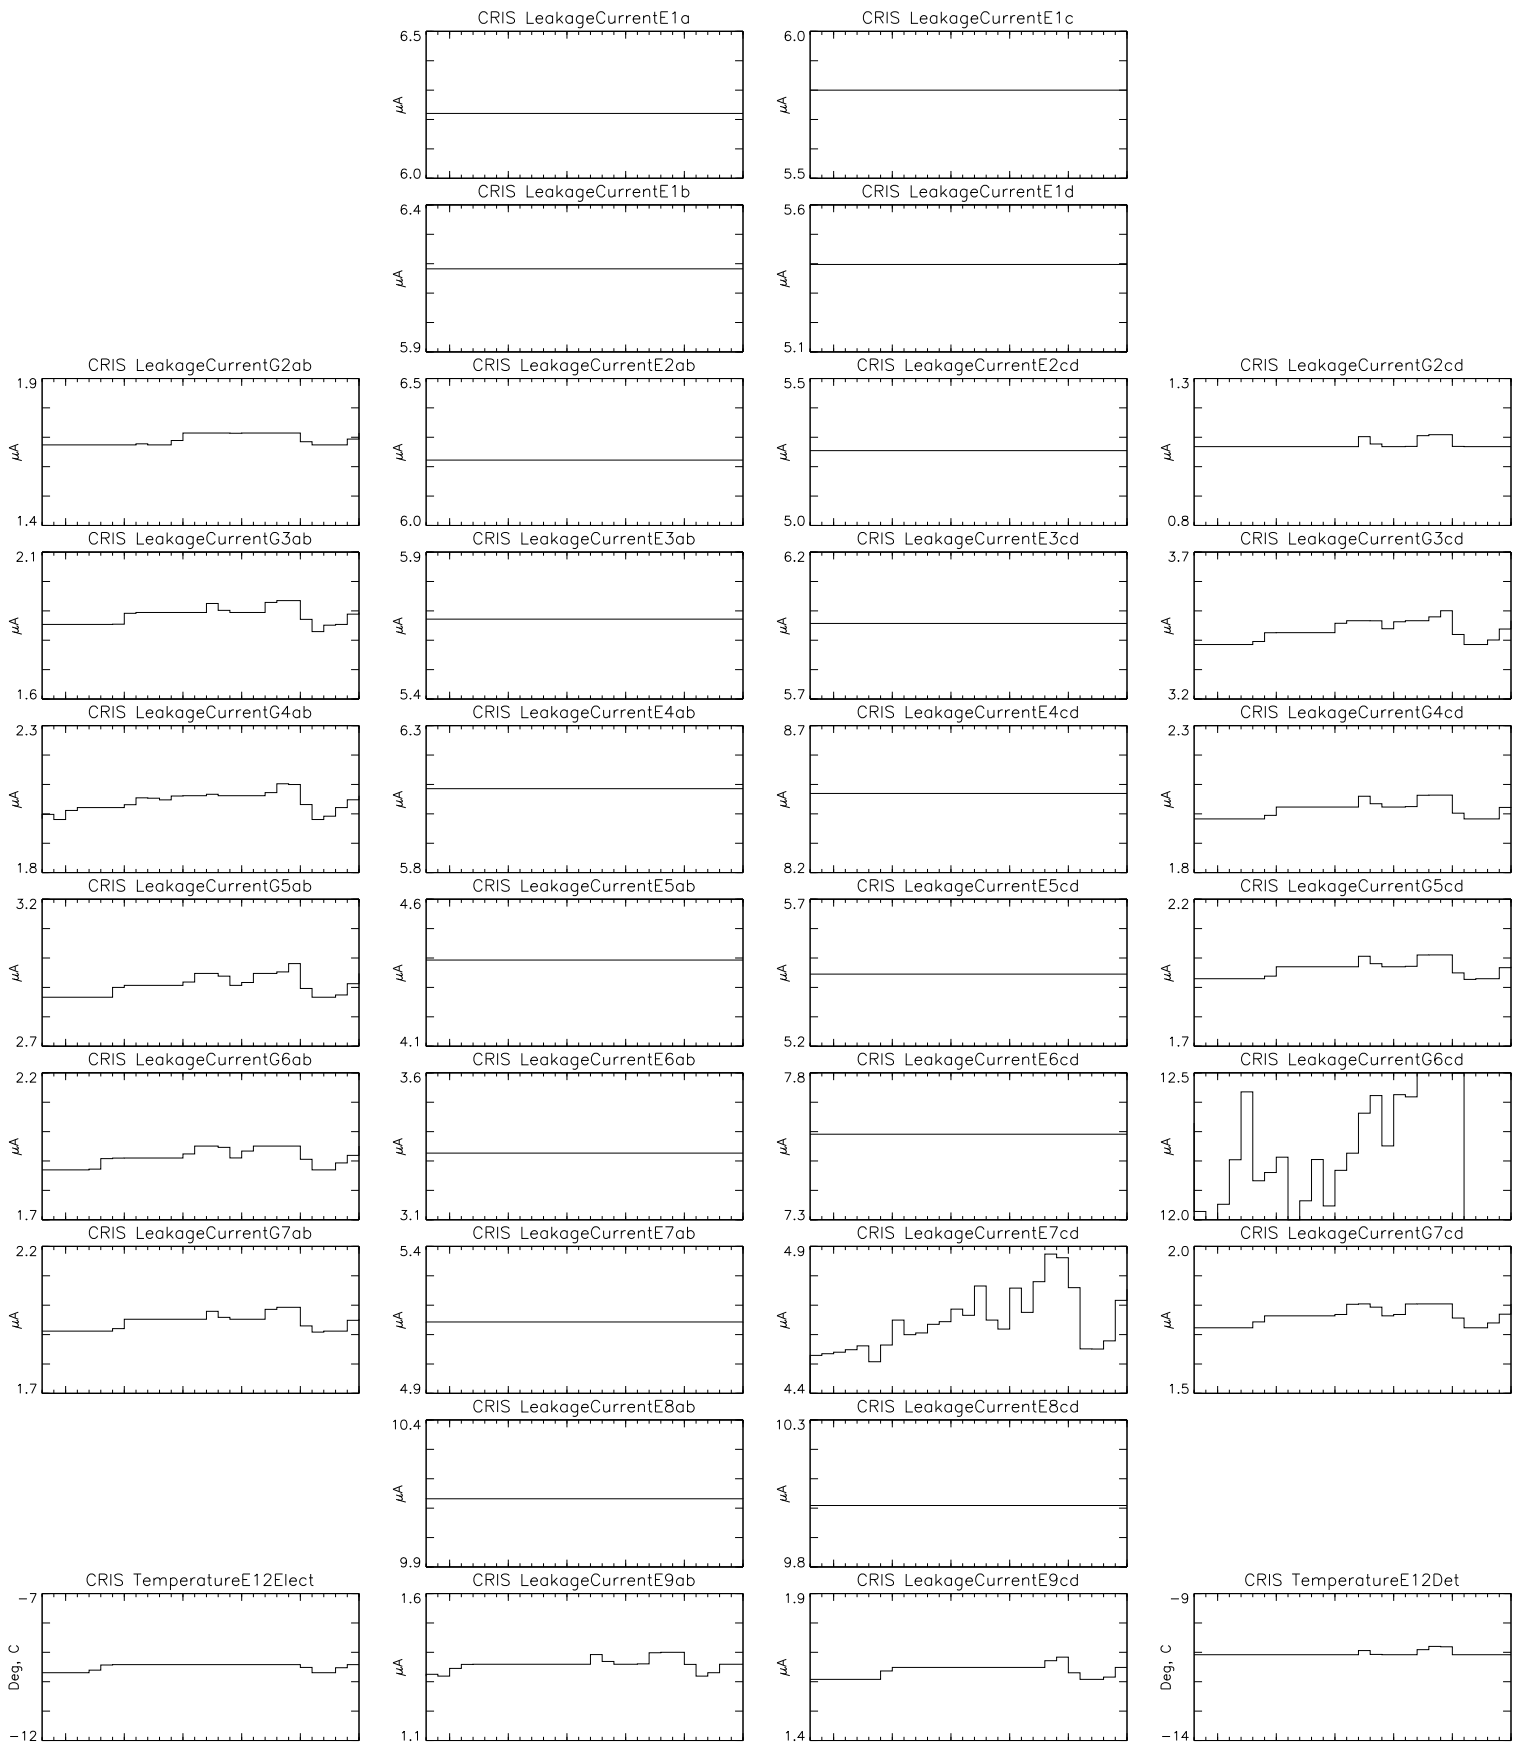 CRIS LeakageCurrentE1a CRIS LeakageCurrentE1c
6.5 6.0
μA μA
6.0 5.5
CRIS LeakageCurrentE1b CRIS LeakageCurrentE1d
6.4 5.6
μA μA
5.9 5.1
CRIS LeakageCurrentG2ab CRIS LeakageCurrentE2ab CRIS LeakageCurrentE2cd CRIS LeakageCurrentG2cd
1.9 6.5 5.5 1.3
μA μA μA μA
1.4 6.0 5.0 0.8
CRIS LeakageCurrentG3ab CRIS LeakageCurrentE3ab CRIS LeakageCurrentE3cd CRIS LeakageCurrentG3cd
2.1 5.9 6.2 3.7
μA μA μA μA
1.6 5.4 5.7 3.2
CRIS LeakageCurrentG4ab CRIS LeakageCurrentE4ab CRIS LeakageCurrentE4cd CRIS LeakageCurrentG4cd
2.3 6.3 8.7 2.3
μA μA μA μA
1.8 5.8 8.2 1.8
CRIS LeakageCurrentG5ab CRIS LeakageCurrentE5ab CRIS LeakageCurrentE5cd CRIS LeakageCurrentG5cd
3.2 4.6 5.7 2.2
μA μA μA μA
2.7 4.1 5.2 1.7
CRIS LeakageCurrentG6ab CRIS LeakageCurrentE6ab CRIS LeakageCurrentE6cd CRIS LeakageCurrentG6cd
2.2 3.6 7.8 12.5
μA μA μA μA
1.7 3.1 7.3 12.0
CRIS LeakageCurrentG7ab CRIS LeakageCurrentE7ab CRIS LeakageCurrentE7cd CRIS LeakageCurrentG7cd
2.2 5.4 4.9 2.0
μA μA μA μA
1.7 4.9 4.4 1.5
CRIS LeakageCurrentE8ab CRIS LeakageCurrentE8cd
10.4 10.3
μA μA
9.9 9.8
CRIS TemperatureE12Elect CRIS LeakageCurrentE9ab CRIS LeakageCurrentE9cd CRIS TemperatureE12Det
-7 1.6 1.9 -9
Deg, C μA μA Deg, C
-12 1.1 1.4 -14